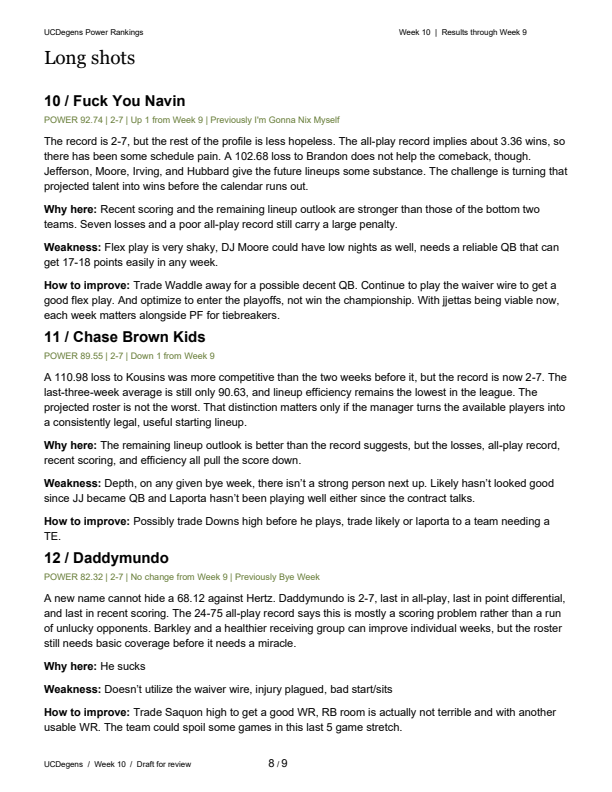 UCDegens Power Rankings
Week 10 | Results through Week 9
Long shots
10 / Fuck You Navin
POWER 92.74 | 2-7 | Up 1 from Week 9 | Previously I'm Gonna Nix Myself
The record is 2-7, but the rest of the profile is less hopeless. The all-play record implies about 3.36 wins, so
there has been some schedule pain. A 102.68 loss to Brandon does not help the comeback, though.
Jefferson, Moore, Irving, and Hubbard give the future lineups some substance. The challenge is turning that
projected talent into wins before the calendar runs out.
Why here: Recent scoring and the remaining lineup outlook are stronger than those of the bottom two
teams. Seven losses and a poor all-play record still carry a large penalty.
Weakness: Flex play is very shaky, DJ Moore could have low nights as well, needs a reliable QB that can
get 17-18 points easily in any week.
How to improve: Trade Waddle away for a possible decent QB. Continue to play the waiver wire to get a
good flex play. And optimize to enter the playoffs, not win the championship. With jjettas being viable now,
each week matters alongside PF for tiebreakers.
11 / Chase Brown Kids
POWER 89.55 | 2-7 | Down 1 from Week 9
A 110.98 loss to Kousins was more competitive than the two weeks before it, but the record is now 2-7. The
last-three-week average is still only 90.63, and lineup efficiency remains the lowest in the league. The
projected roster is not the worst. That distinction matters only if the manager turns the available players into
a consistently legal, useful starting lineup.
Why here: The remaining lineup outlook is better than the record suggests, but the losses, all-play record,
recent scoring, and efficiency all pull the score down.
Weakness: Depth, on any given bye week, there isn't a strong person next up. Likely hasn't looked good
since JJ became QB and Laporta hasn't been playing well either since the contract talks.
How to improve: Possibly trade Downs high before he plays, trade likely or laporta to a team needing a
TE.
12 / Daddymundo
POWER 82.32 | 2-7 | No change from Week 9 | Previously Bye Week
A new name cannot hide a 68.12 against Hertz. Daddymundo is 2-7, last in all-play, last in point differential,
and last in recent scoring. The 24-75 all-play record says this is mostly a scoring problem rather than a run
of unlucky opponents. Barkley and a healthier receiving group can improve individual weeks, but the roster
still needs basic coverage before it needs a miracle.
Why here: He sucks
Weakness: Doesn't utilize the waiver wire, injury plagued, bad start/sits
How to improve: Trade Saquon high to get a good WR, RB room is actually not terrible and with another
usable WR. The team could spoil some games in this last 5 game stretch.
UCDegens / Week 10 / Draft for review
8 / 9